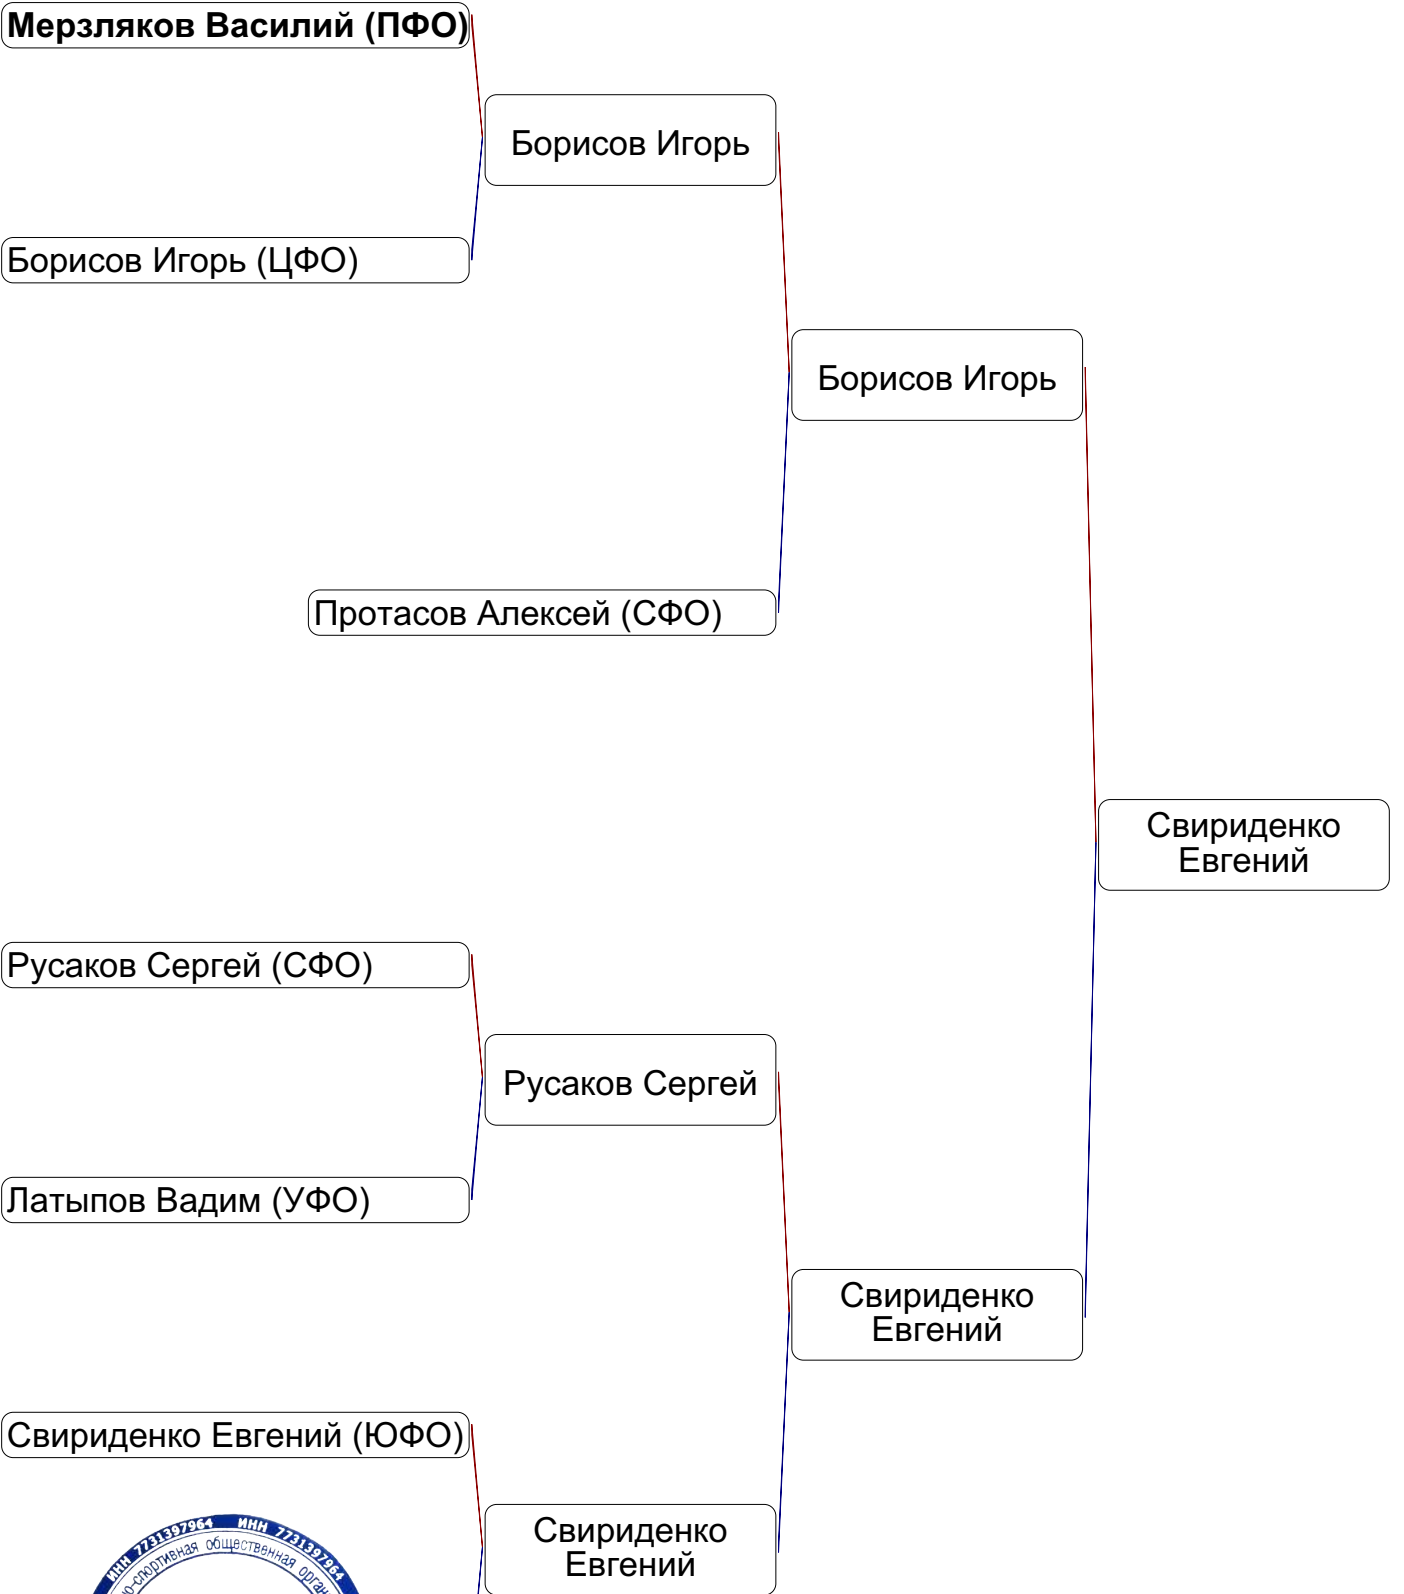 Мерзляков Василий (ПФО)
Борисов Игорь
Борисов Игорь (ЦФО)
Борисов Игорь
Протасов Алексей (СФО)
Свириденко
Евгений
Русаков Сергей (СФО)
Русаков Сергей
Латыпов Вадим (УФО)
Свириденко
Евгений
Свириденко Евгений (ЮФО)
Свириденко
Евгений
ИНН 7731397964 ИНН 7731397964
спортивная общественная